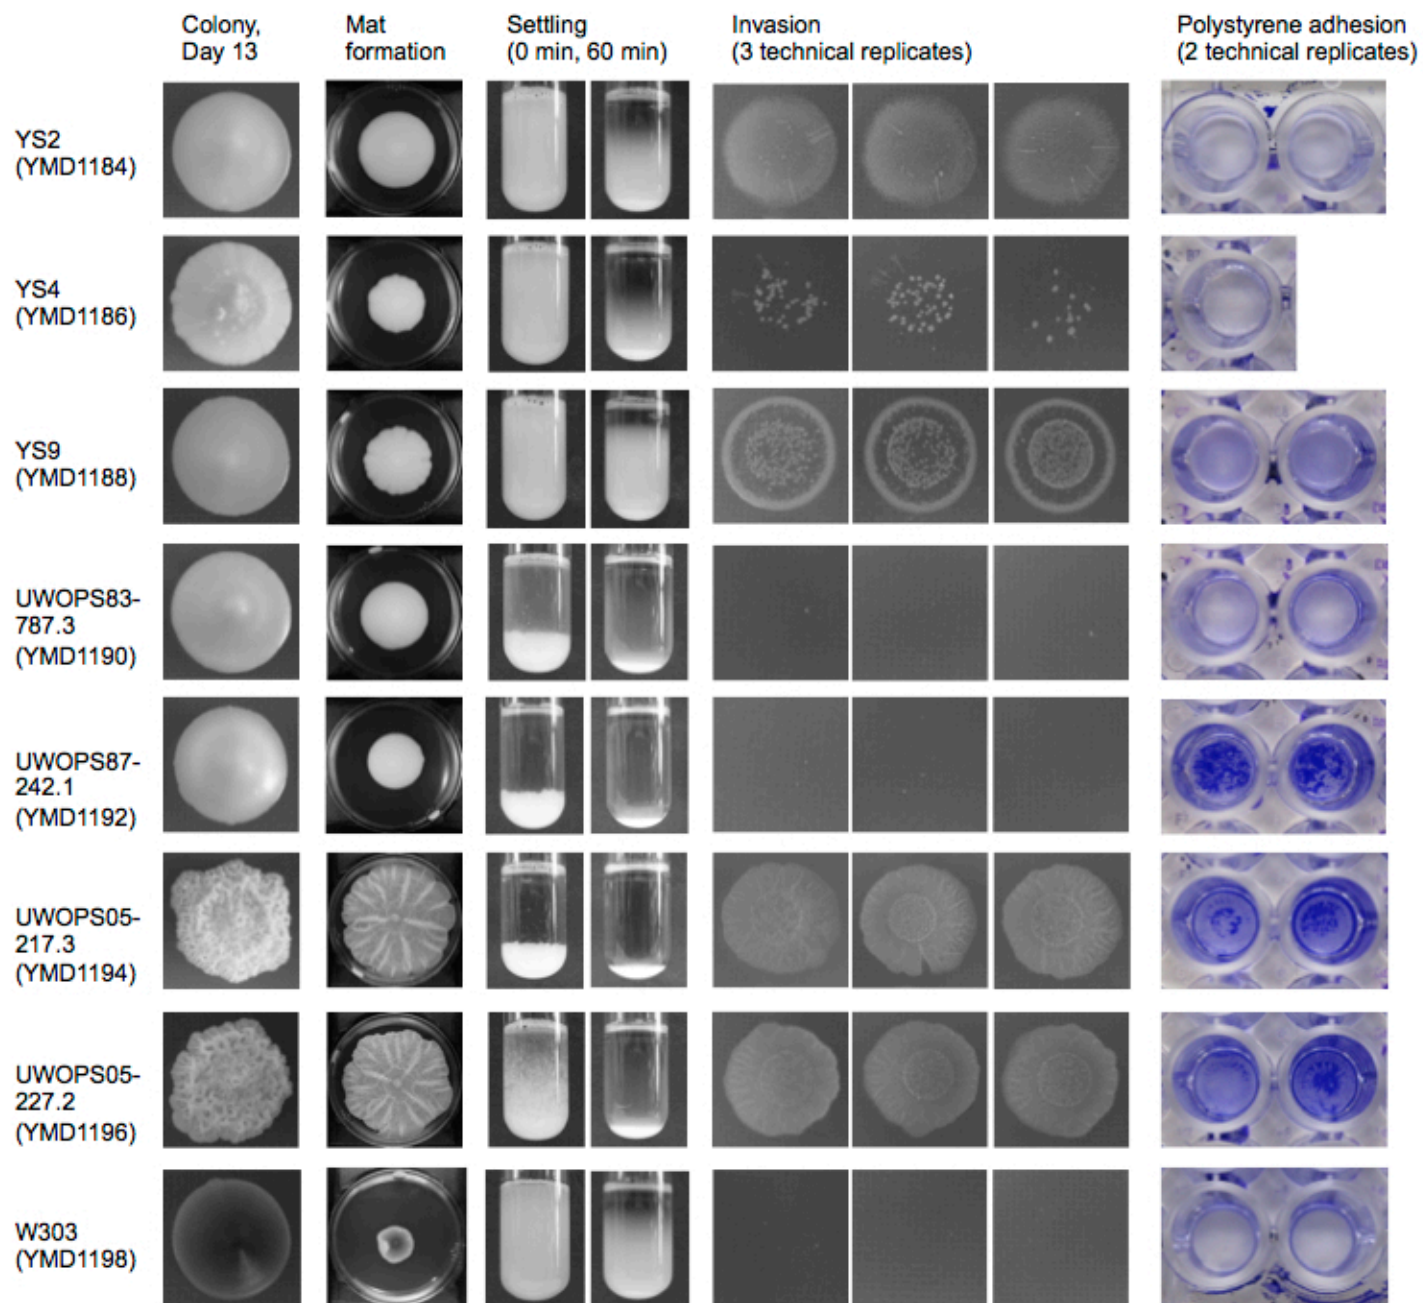 Colony,
Day 13
Mat
formation
Settling
(0 min, 60 min)
Invasion
(3 technical replicates)
Polystyrene adhesion
(2 technical replicates)
YS2
(YMD1184)
YS4
(YMD1186)
YS9
(YMD1188)
UWOPS83-
787.3
(YMD1190)
UWOPS87-
242.1
(YMD1192)
UWOPS05-
217.3
(YMD1194)
UWOPS05-
227.2
(YMD1196)
W303
(YMD1198)